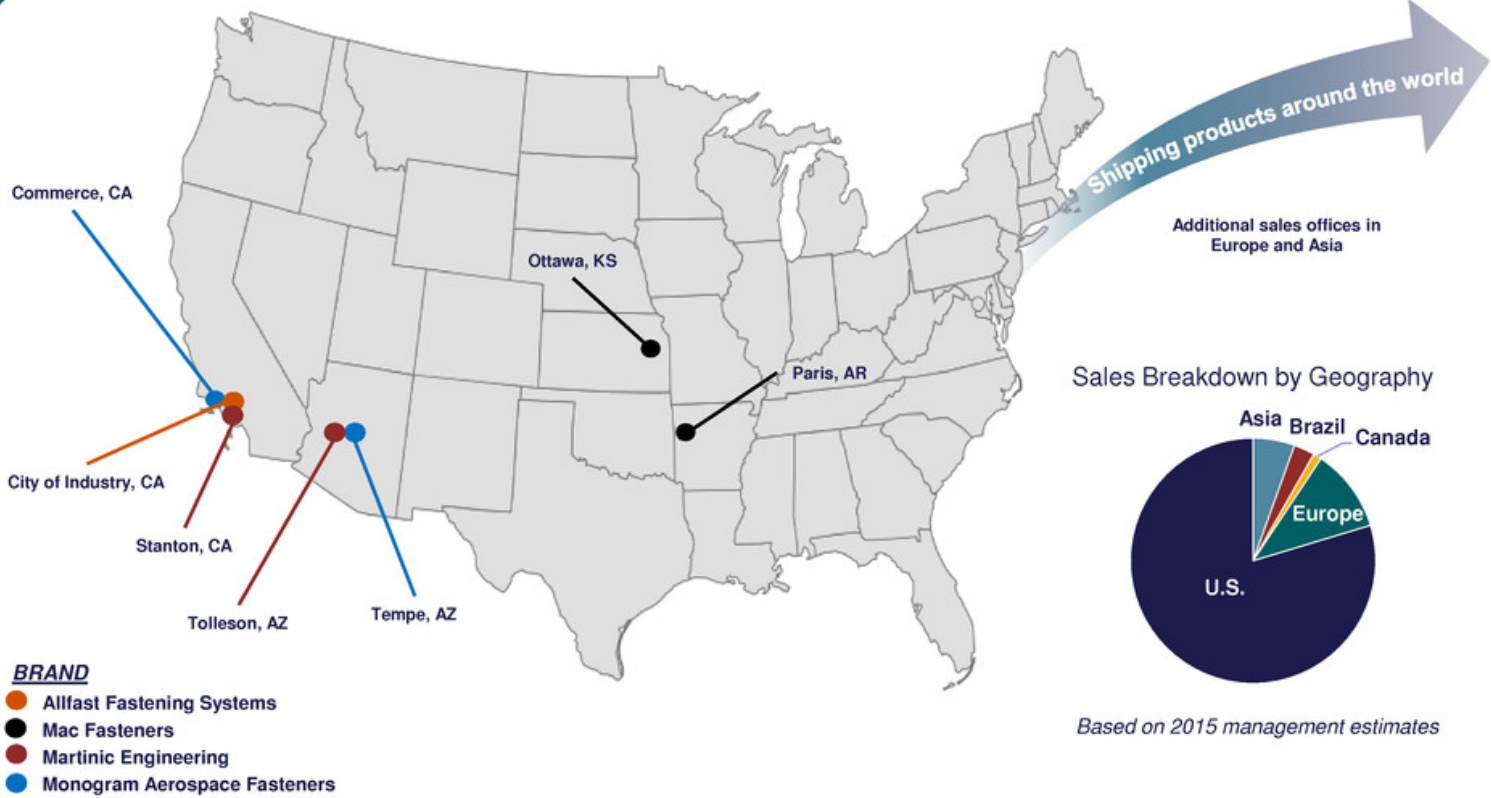 Shipping products around the world
Commerce, CA
Additional sales offices in
Europe and Asia
Ottawa, KS
Paris, AR
Sales Breakdown by Geography
Asia
Brazil
Canada
Europe
U.S.
City of Industry, CA
Stanton, CA
Tolleson, AZ
Tempe, AZ
BRAND
Allfast Fastening Systems
Mac Fasteners
Martinic Engineering
Monogram Aerospace Fasteners
Based on 2015 management estimates